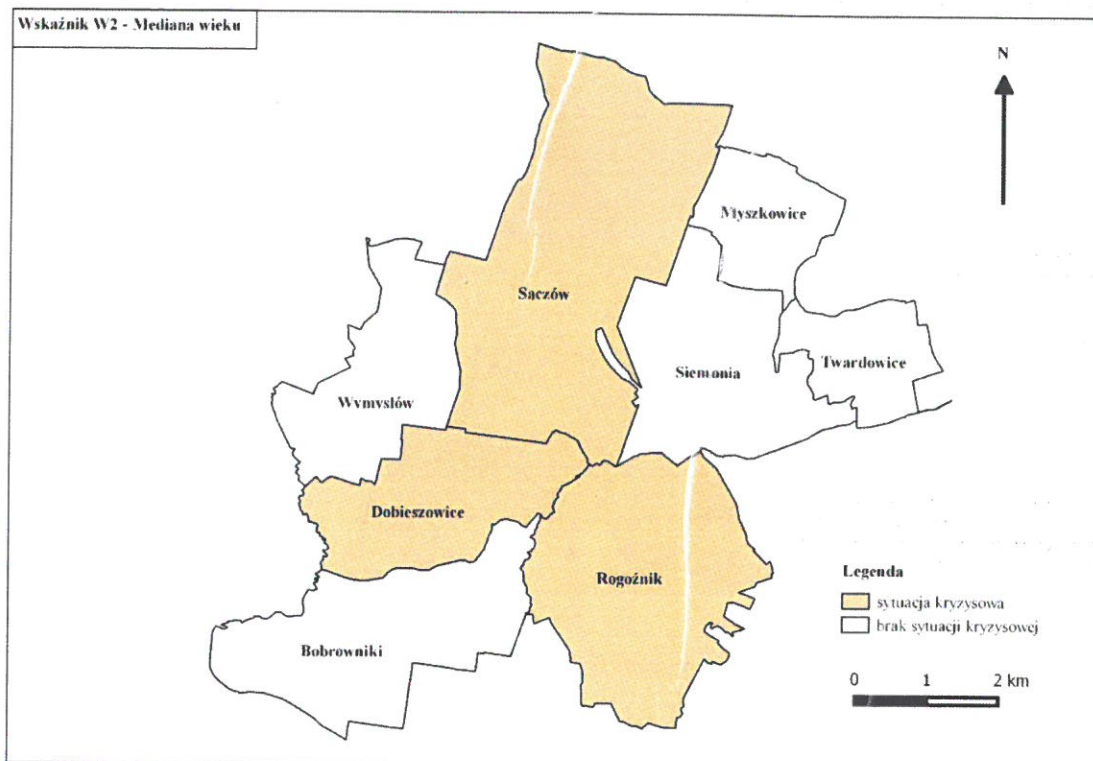 Wskaźnik W2 - Mediana wieku
N
Myszkowice
Sączów
Siemonia
Twardowice
Wymysłów
Dobieszowice
Rogoźnik
Bobrowniki
Legenda
sytuacja kryzysowa
brak sytuacji kryzysowej
0 1 2 km